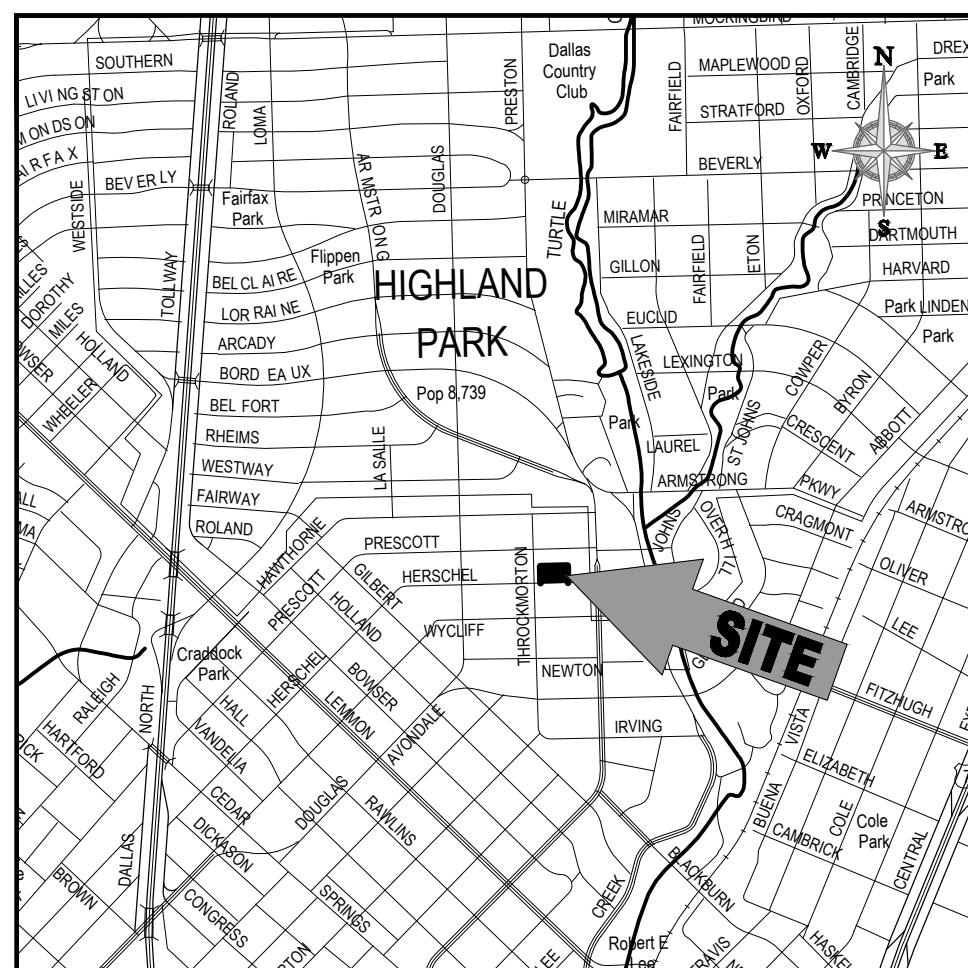 MOCKINGBIRD
SOUTHERN
LIVINGSTON
ROLAND
LOMA
PRESTON
Dallas
Country
Club
FAIRFIELD
MAPLEWOOD
OXFORD
CAMBRIDGE
N
Park
STRATFORD
BEVERLY
W
E
S
BEVERLY
WESTSIDE
Fairfax
Park
ARMSTRONG
DOUGLAS
TURTLE
MIRAMAR
PRINCETON
DARTMOUTH
Flippen
Park
GILLON
FAIRFIELD
ETON
HARVARD
TOLLWAY
BELCLAIRE
HIGHLAND
PARK
Pop 8,739
DOROTHY
MILES
HOLLAND
WHEELER
LORRAINE
ARCADY
BORDEAUX
BELFORT
RHEIMS
WESTWAY
FAIRWAY
ROLAND
LA SALLE
EUCLID
Park LINDEN
Park
LAKESIDE
LEXINGTON
Park
COWPER
BYRON
Park
LAUREL
ST JOHNS
CRESCENT
ABBOTT
ARMSTRONG
PKWY
CRAGMONT
OVERHILL
JOHNS
HAWTHORNE
PRESCOTT
THROCKMORTON
HERSCHEL
GILBERT
PRESCOTT
HOLLAND
WYCLIFF
OLIVER
LEE
SITE
Craddock
Park
HERSCHEL
BOWSER
NEWTON
FITZHUGH
RALEIGH
NORTH
HALL
LEMMON
AVONDALE
IRVING
VISTA
HARTFORD
VANDELIA
ELIZABETH
CEDAR
DOUGLAS
RAWLINS
BUENA
COLE
Cole
Park
DICKASON
CAMBRICK
CENTRAL
DALLAS
BROWN
CONGRESS
SPRINGS
CREEK
BLACKBURN
Robert E
LEE